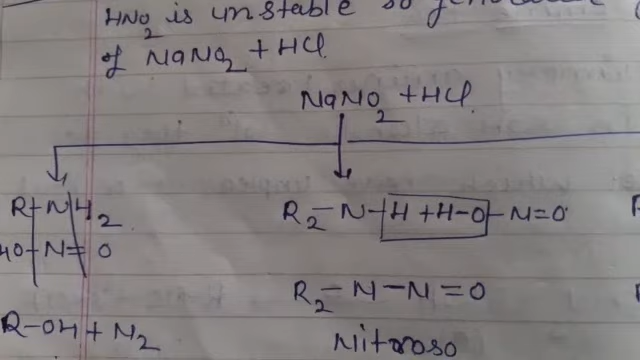 HNO2 is unstable so
of NaNO2 + HCl
NaNO2 + HCl
R-NH2
R2-N-H + H-O-N=O
HO-N=O
R2-N-N=O
R-OH + N2
Nitroso